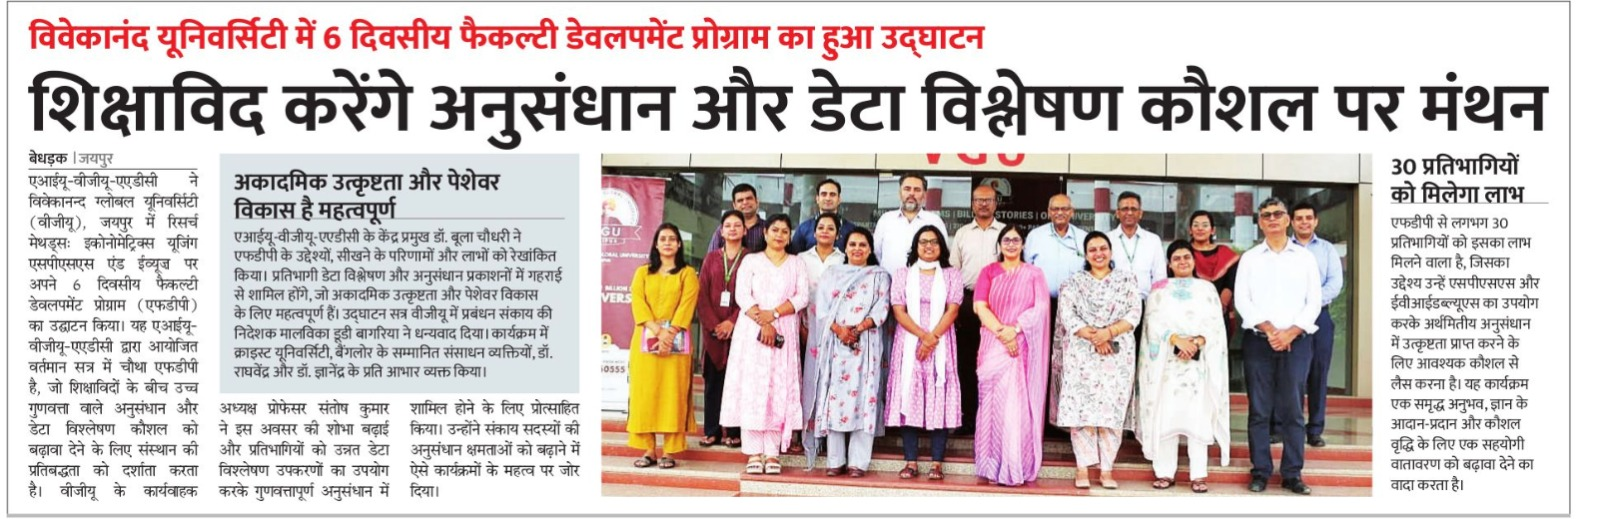 विवेकानंद यूनिवर्सिटी में 6 दिवसीय फैकल्टी डेवलपमेंट प्रोग्राम का हुआ उद्घाटन
शिक्षाविद करेंगे अनुसंधान और डेटा विश्लेषण कौशल पर मंथन
बेधड़क | जयपुर
एआईयू-वीजीयू-एएडीसी ने
विवेकानन्द ग्लोबल यूनिवर्सिटी
(वीजीयू), जयपुर में रिसर्च
मेथड्सः इकोनोमेट्रिक्स यूजिंग
एसपीएसएस एंड ईव्यूज पर
अपने 6 दिवसीय फैकल्टी
डेवलपमेंट प्रोग्राम (एफडीपी)
का उद्घाटन किया। यह एआईयू-
वीजीयू-एएडीसी द्वारा आयोजित
वर्तमान सत्र में चौथा एफडीपी
है, जो शिक्षाविदों के बीच उच्च
गुणवत्ता वाले अनुसंधान और
डेटा विश्लेषण कौशल को
बढ़ावा देने के लिए संस्थान की
प्रतिबद्धता को दर्शाता करता
है। वीजीयू के कार्यवाहक
अध्यक्ष प्रोफेसर संतोष कुमार
ने इस अवसर की शोभा बढ़ाई
और प्रतिभागियों को उन्नत डेटा
विश्लेषण उपकरणों का उपयोग
करके गुणवत्तापूर्ण अनुसंधान में
शामिल होने के लिए प्रोत्साहित
किया। उन्होंने संकाय सदस्यों की
अनुसंधान क्षमताओं को बढ़ाने में
ऐसे कार्यक्रमों के महत्व पर जोर
दिया।
अकादमिक उत्कृष्टता और पेशेवर
विकास है महत्वपूर्ण
एआईयू-वीजीयू-एएडीसी के केंद्र प्रमुख डॉ. बूला चौधरी ने
एफडीपी के उद्देश्यों, सीखने के परिणामों और लाभों को रेखांकित
किया। प्रतिभागी डेटा विश्लेषण और अनुसंधान प्रकाशनों में गहराई
से शामिल होंगे, जो अकादमिक उत्कृष्टता और पेशेवर विकास
के लिए महत्वपूर्ण हैं। उद्घाटन सत्र वीजीयू में प्रबंधन संकाय की
निदेशक मालविका डूडी बागरिया ने धन्यवाद दिया। कार्यक्रम में
क्राइस्ट यूनिवर्सिटी, बैंगलोर के सम्मानित संसाधन व्यक्तियों, डॉ.
राघवेंद्र और डॉ. ज्ञानेंद्र के प्रति आभार व्यक्त किया।
VGU
30 प्रतिभागियों
को मिलेगा लाभ
एफडीपी से लगभग 30
प्रतिभागियों को इसका लाभ
मिलने वाला है, जिसका
उद्देश्य उन्हें एसपीएसएस और
ईवीआईडब्ल्यूएस का उपयोग
करके अर्थमितीय अनुसंधान
में उत्कृष्टता प्राप्त करने के
लिए आवश्यक कौशल से
लैस करना है। यह कार्यक्रम
एक समृद्ध अनुभव, ज्ञान के
आदान-प्रदान और कौशल
वृद्धि के लिए एक सहयोगी
वातावरण को बढ़ावा देने का
वादा करता है।